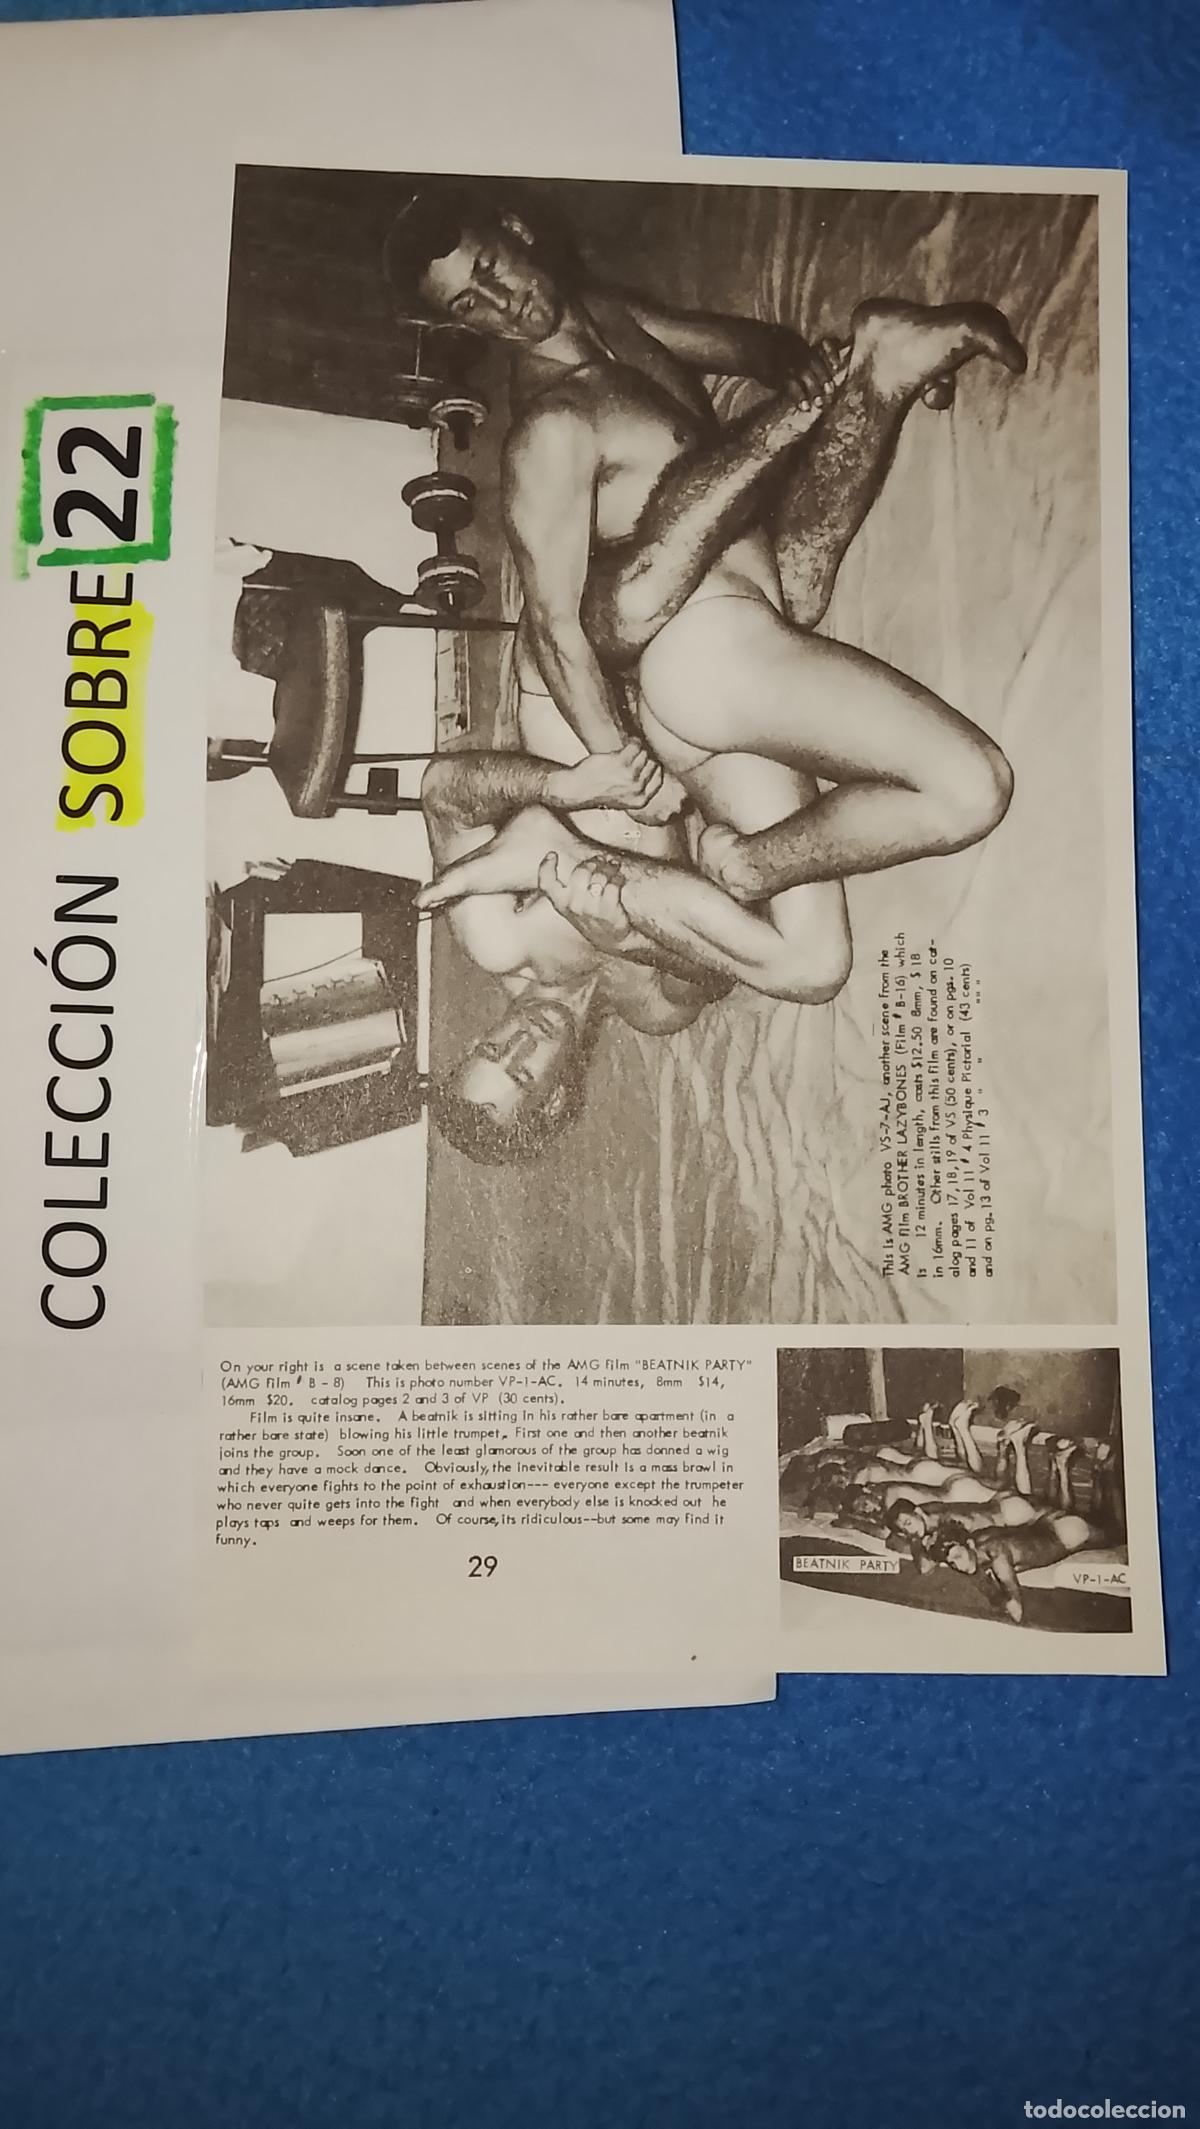 COLECCIÓN SOBRE 22
This is AMG photo VS-7-AJ, another scene from the
AMG film BROTHER LAZYBONES (Film # B-16) which
is 12 minutes in length, costs $12.50 8mm, $ 18
in 16mm. Other stills from this film are found on cat-
alog pages 17, 18, 19 of VS (50 cents), or on pgs. 10
and 11 of Vol 11 # 4 Physique Pictorial (43 cents)
and on pg. 13 of Vol 11 # 3 " " " "
On your right is a scene taken between scenes of the AMG film "BEATNIK PARTY"
(AMG film # B - 8) This is photo number VP-1-AC. 14 minutes, 8mm $14,
16mm $20. catalog pages 2 and 3 of VP (30 cents).
Film is quite insane. A beatnik is sitting in his rather bare apartment (in a
rather bare state) blowing his little trumpet. First one and then another beatnik
joins the group. Soon one of the least glamorous of the group has donned a wig
and they have a mock dance. Obviously, the inevitable result is a mass brawl in
which everyone fights to the point of exhaustion--- everyone except the trumpeter
who never quite gets into the fight and when everybody else is knocked out he
plays taps and weeps for them. Of course, its ridiculous--but some may find it
funny.
29
BEATNIK PARTY
VP-1-AC
todocoleccion